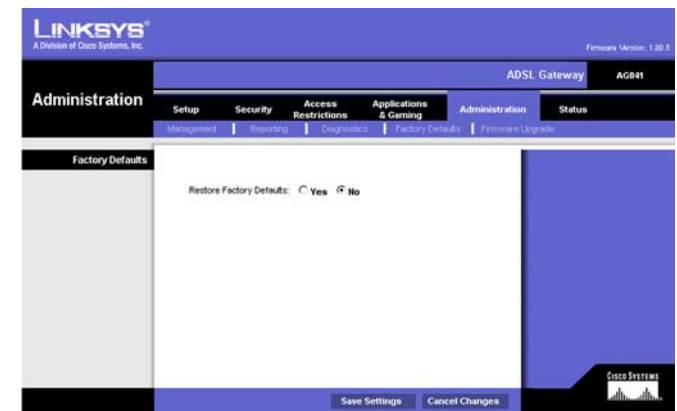 LINKSYS®
A Division of Cisco Systems, Inc.
Firmware Version: 1.00.5
ADSL Gateway AG041
Administration
Setup Security Access Restrictions Applications & Gaming Administration Status
Management Reporting Diagnostics Factory Defaults Firmware Upgrade
Factory Defaults
Restore Factory Defaults: Yes No
CISCO SYSTEMS
Save Settings Cancel Changes